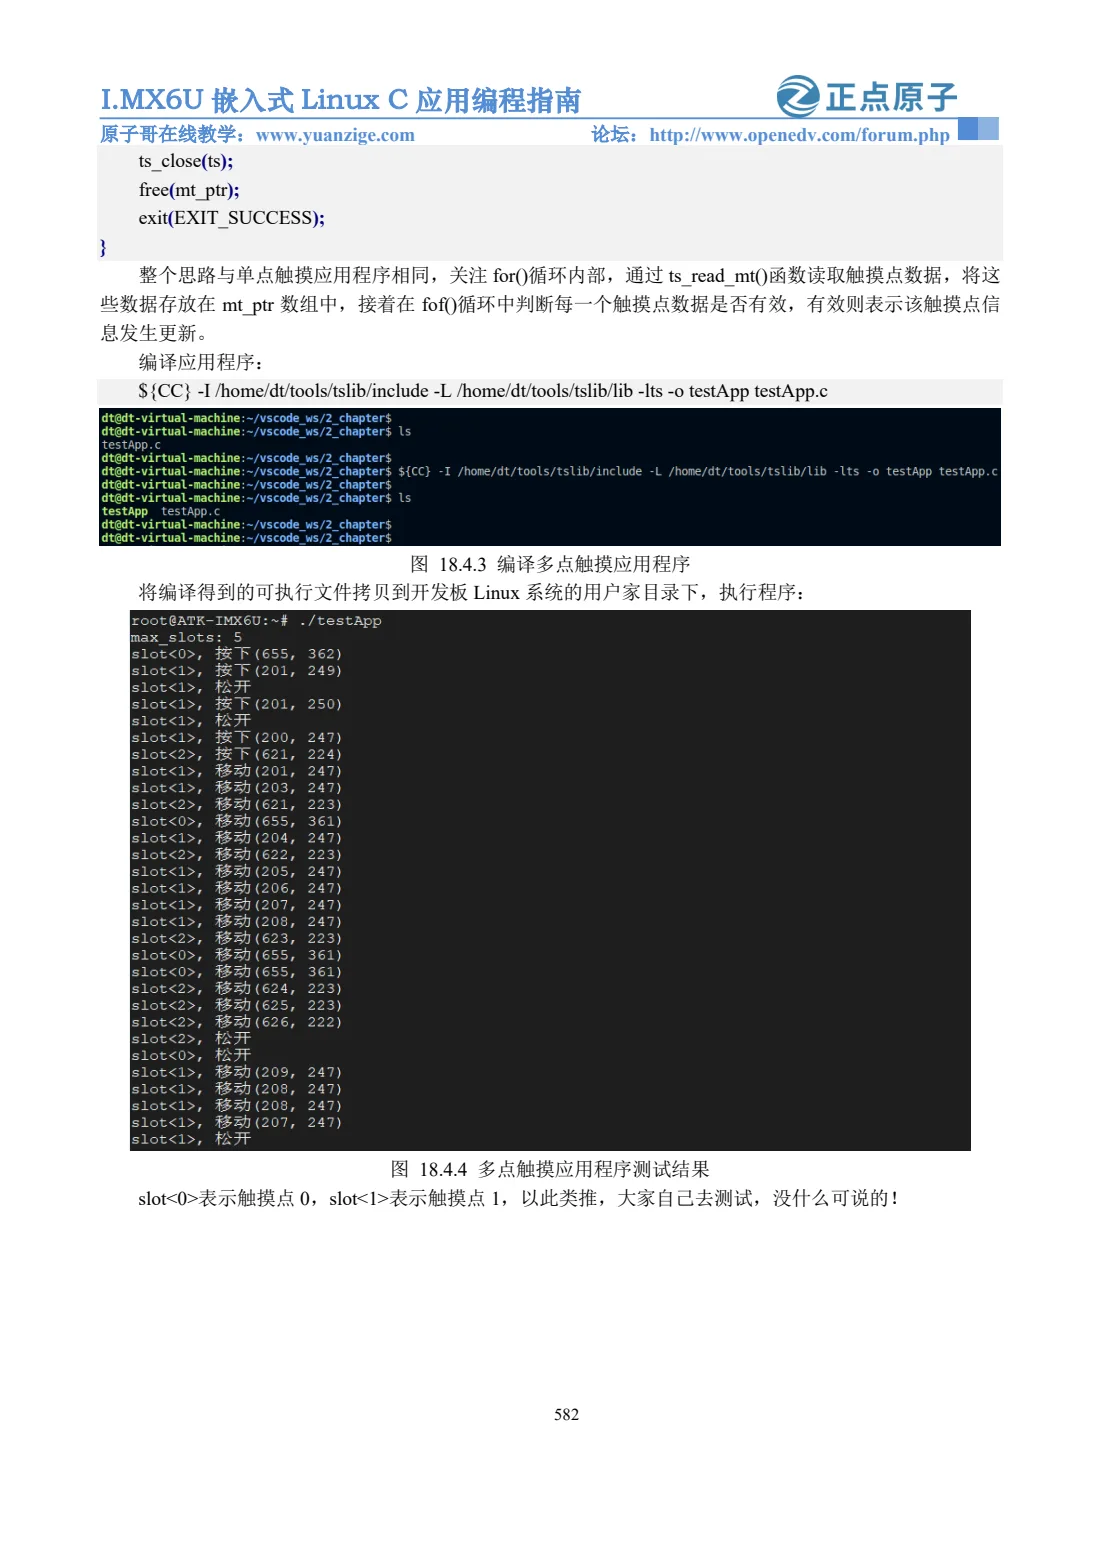 I.MX6U 嵌入式 Linux C 应用编程指南
正点原子
原子哥在线教学：www.yuanzige.com 论坛：http://www.openedv.com/forum.php
ts_close(ts);
free(mt_ptr);
exit(EXIT_SUCCESS);
}
整个思路与单点触摸应用程序相同，关注 for()循环内部，通过 ts_read_mt()函数读取触摸点数据，将这
些数据存放在 mt_ptr 数组中，接着在 fof()循环中判断每一个触摸点数据是否有效，有效则表示该触摸点信
息发生更新。
编译应用程序：
${CC} -I /home/dt/tools/tslib/include -L /home/dt/tools/tslib/lib -lts -o testApp testApp.c
dt@dt-virtual-machine:~/vscode_ws/2_chapter$
dt@dt-virtual-machine:~/vscode_ws/2_chapter$ ls
testApp.c
dt@dt-virtual-machine:~/vscode_ws/2_chapter$
dt@dt-virtual-machine:~/vscode_ws/2_chapter$ ${CC} -I /home/dt/tools/tslib/include -L /home/dt/tools/tslib/lib -lts -o testApp testApp.c
dt@dt-virtual-machine:~/vscode_ws/2_chapter$
dt@dt-virtual-machine:~/vscode_ws/2_chapter$ ls
testApp testApp.c
dt@dt-virtual-machine:~/vscode_ws/2_chapter$
dt@dt-virtual-machine:~/vscode_ws/2_chapter$
图 18.4.3 编译多点触摸应用程序
将编译得到的可执行文件拷贝到开发板 Linux 系统的用户家目录下，执行程序：
root@ATK-IMX6U:~# ./testApp
max_slots: 5
slot<0>, 按下(655, 362)
slot<1>, 按下(201, 249)
slot<1>, 松开
slot<1>, 按下(201, 250)
slot<1>, 松开
slot<1>, 按下(200, 247)
slot<2>, 按下(621, 224)
slot<1>, 移动(201, 247)
slot<1>, 移动(203, 247)
slot<2>, 移动(621, 223)
slot<0>, 移动(655, 361)
slot<1>, 移动(204, 247)
slot<2>, 移动(622, 223)
slot<1>, 移动(205, 247)
slot<1>, 移动(206, 247)
slot<1>, 移动(207, 247)
slot<1>, 移动(208, 247)
slot<2>, 移动(623, 223)
slot<0>, 移动(655, 361)
slot<0>, 移动(655, 361)
slot<2>, 移动(624, 223)
slot<2>, 移动(625, 223)
slot<2>, 移动(626, 222)
slot<2>, 松开
slot<0>, 松开
slot<1>, 移动(209, 247)
slot<1>, 移动(208, 247)
slot<1>, 移动(208, 247)
slot<1>, 移动(207, 247)
slot<1>, 松开
图 18.4.4 多点触摸应用程序测试结果
slot<0>表示触摸点 0，slot<1>表示触摸点 1，以此类推，大家自己去测试，没什么可说的！
582